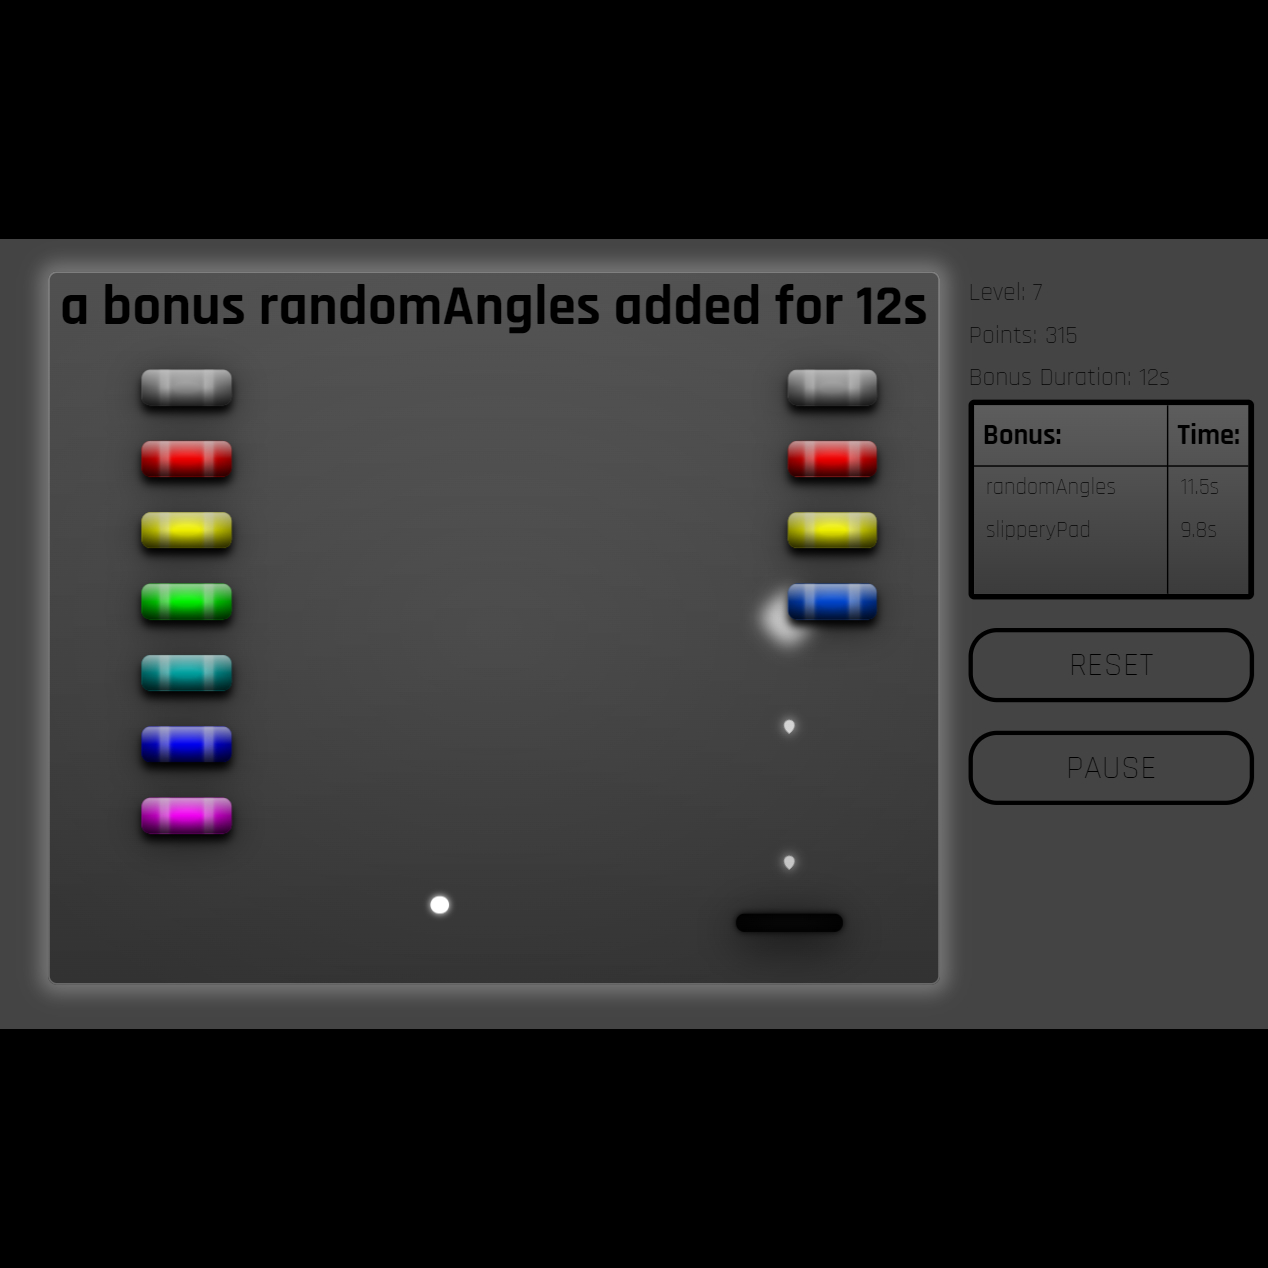 a bonus randomAngles added for 12s
Level: 7
Points: 315
Bonus Duration: 12s
Bonus: Time:
randomAngles 11.5s
slipperyPad 9.8s
RESET
PAUSE